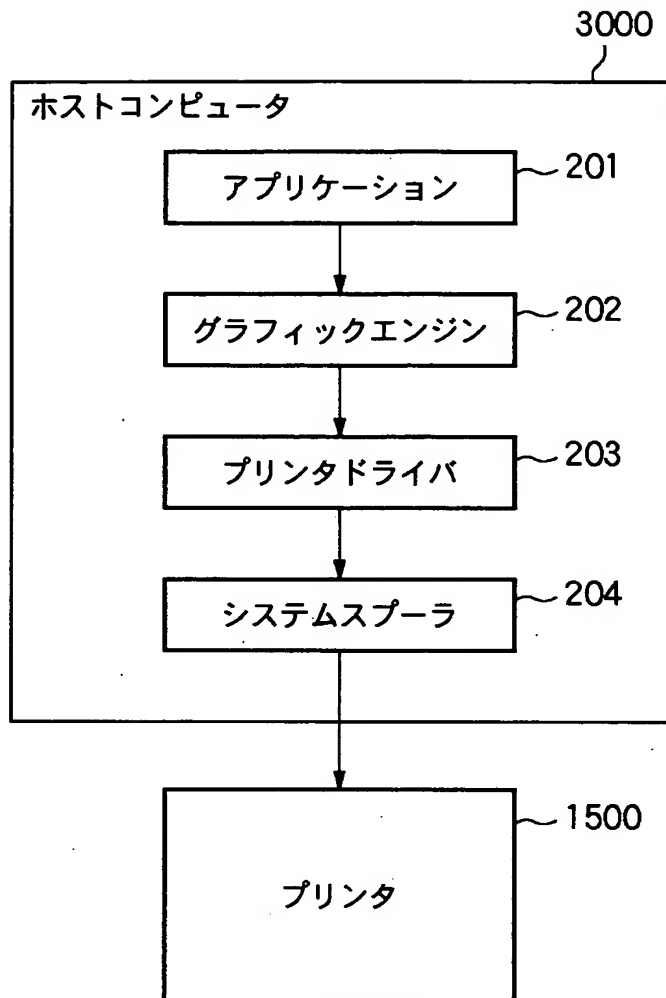 3000
ホストコンピュータ
アプリケーション
201
グラフィックエンジン
202
プリンタドライバ
203
システムスプーラ
204
1500
プリンタ